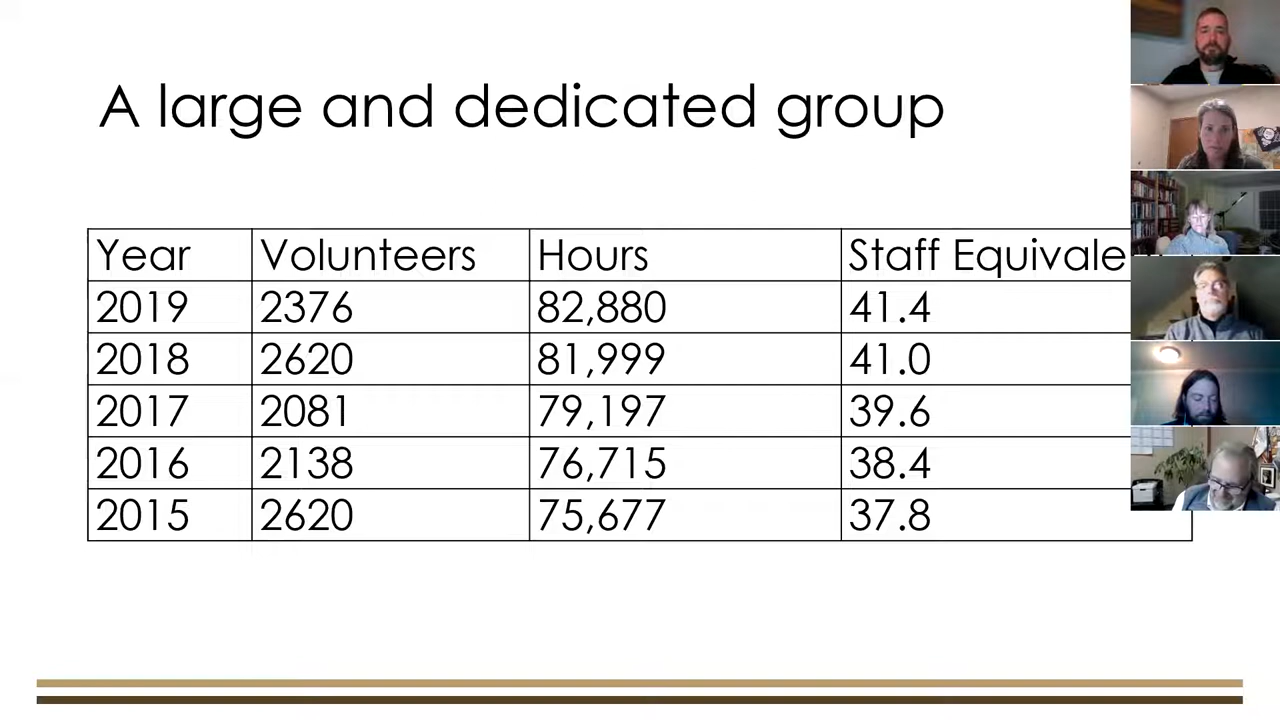 A large and dedicated group
Year Volunteers Hours Staff Equivale
2019 2376 82,880 41.4
2018 2620 81,999 41.0
2017 2081 79,197 39.6
2016 2138 76,715 38.4
2015 2620 75,677 37.8